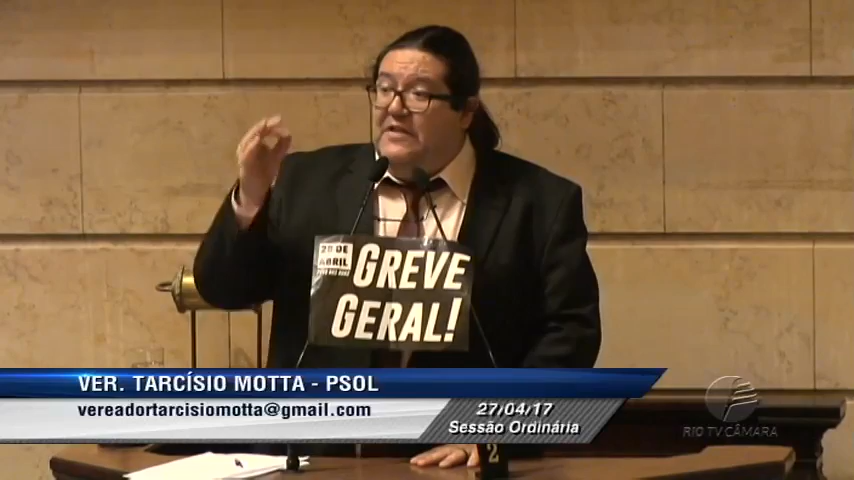 28 DE
ABRIL
GREVE
GERAL!
VER. TARCÍSIO MOTTA - PSOL
vereadortarcisiomotta@gmail.com
27/04/17
Sessão Ordinária
RIO TV CÂMARA
2